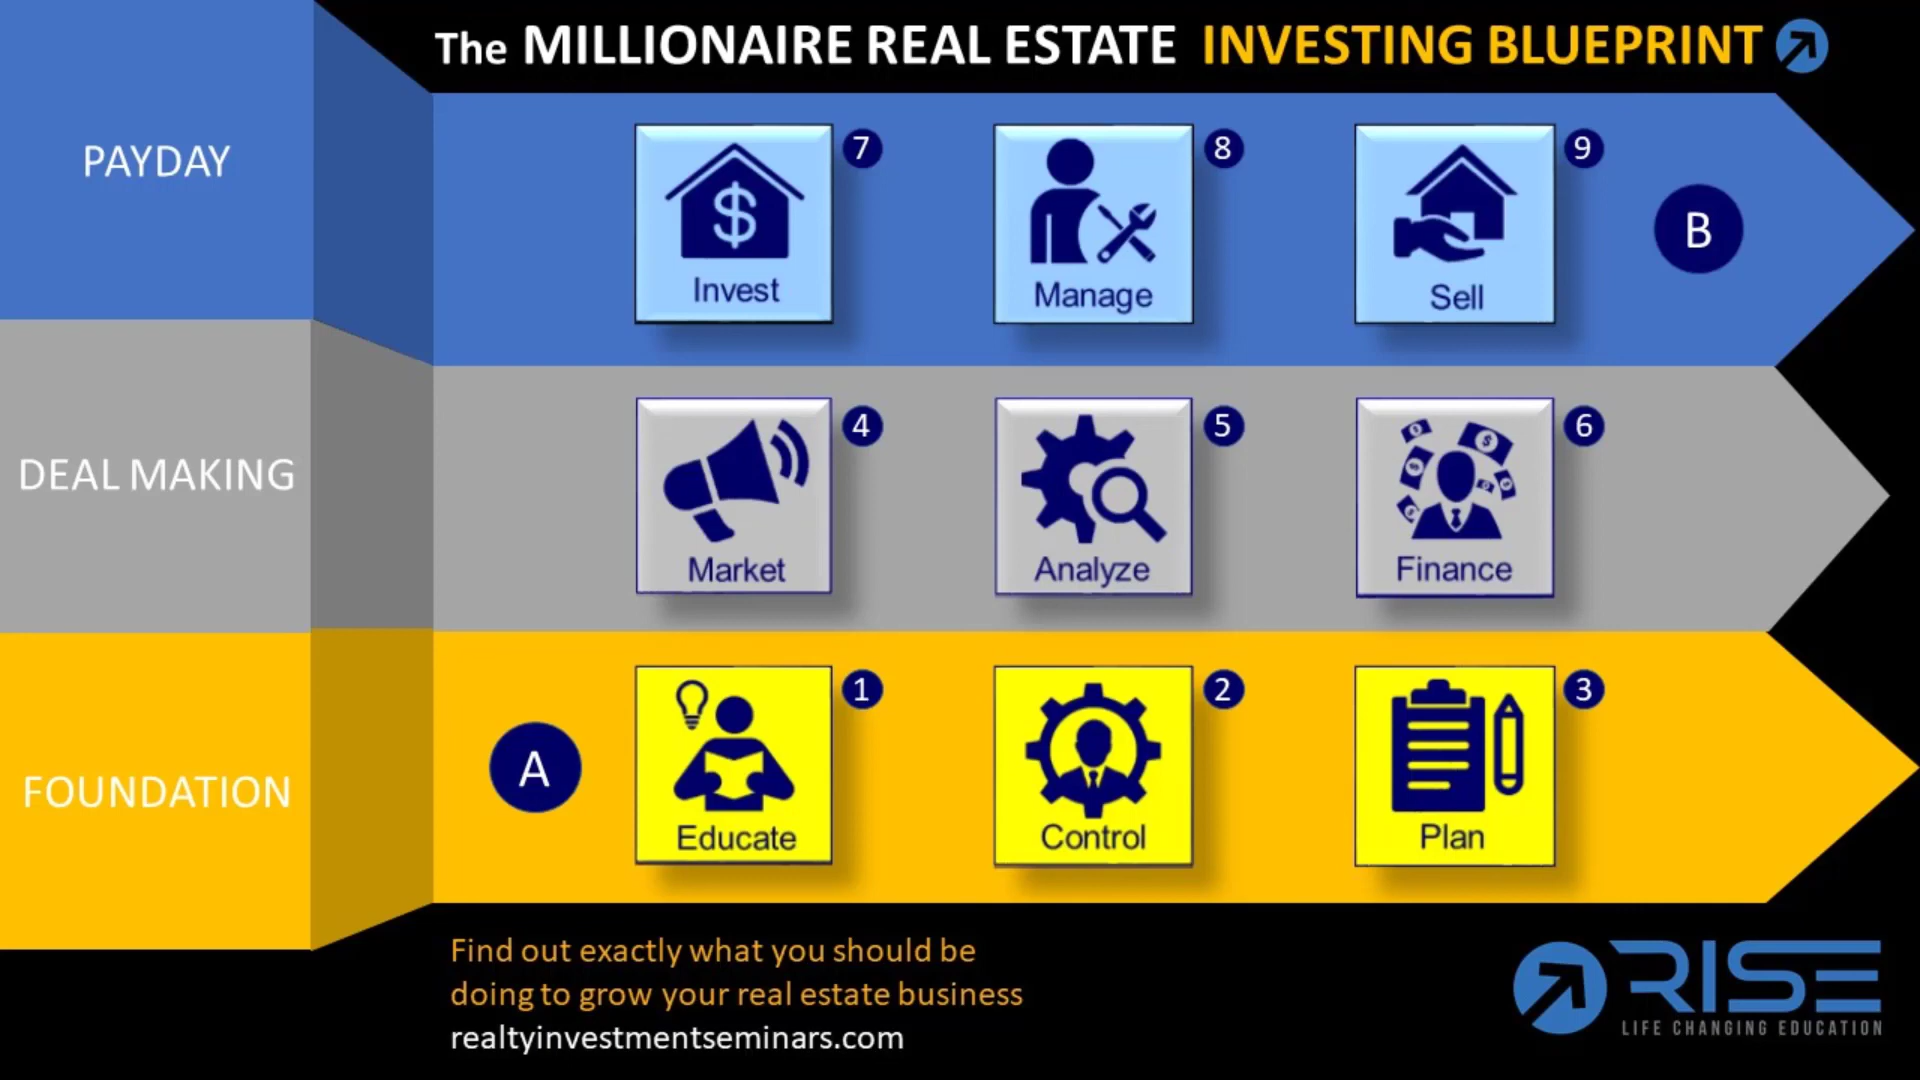 The MILLIONAIRE REAL ESTATE INVESTING BLUEPRINT
PAYDAY
7
8
9
$
Invest
Manage
Sell
B
DEAL MAKING
4
5
6
Market
Analyze
Finance
FOUNDATION
A
1
2
3
Educate
Control
Plan
Find out exactly what you should be
doing to grow your real estate business
realtyinvestmentseminars.com
RISE
LIFE CHANGING EDUCATION